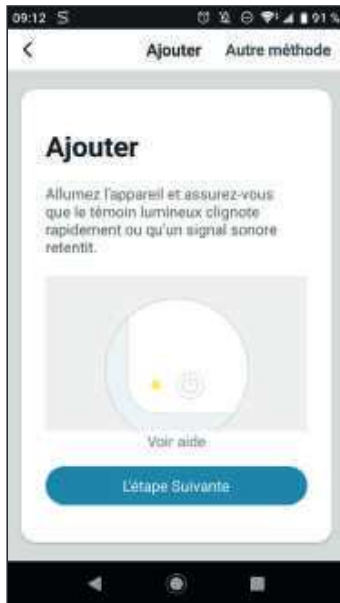 09:12 S 91 %
Ajouter Autre méthode
Ajouter
Allumez l'appareil et assurez-vous
que le témoin lumineux clignote
rapidement ou qu'un signal sonore
retentit.
Voir aide
L'étape Suivante